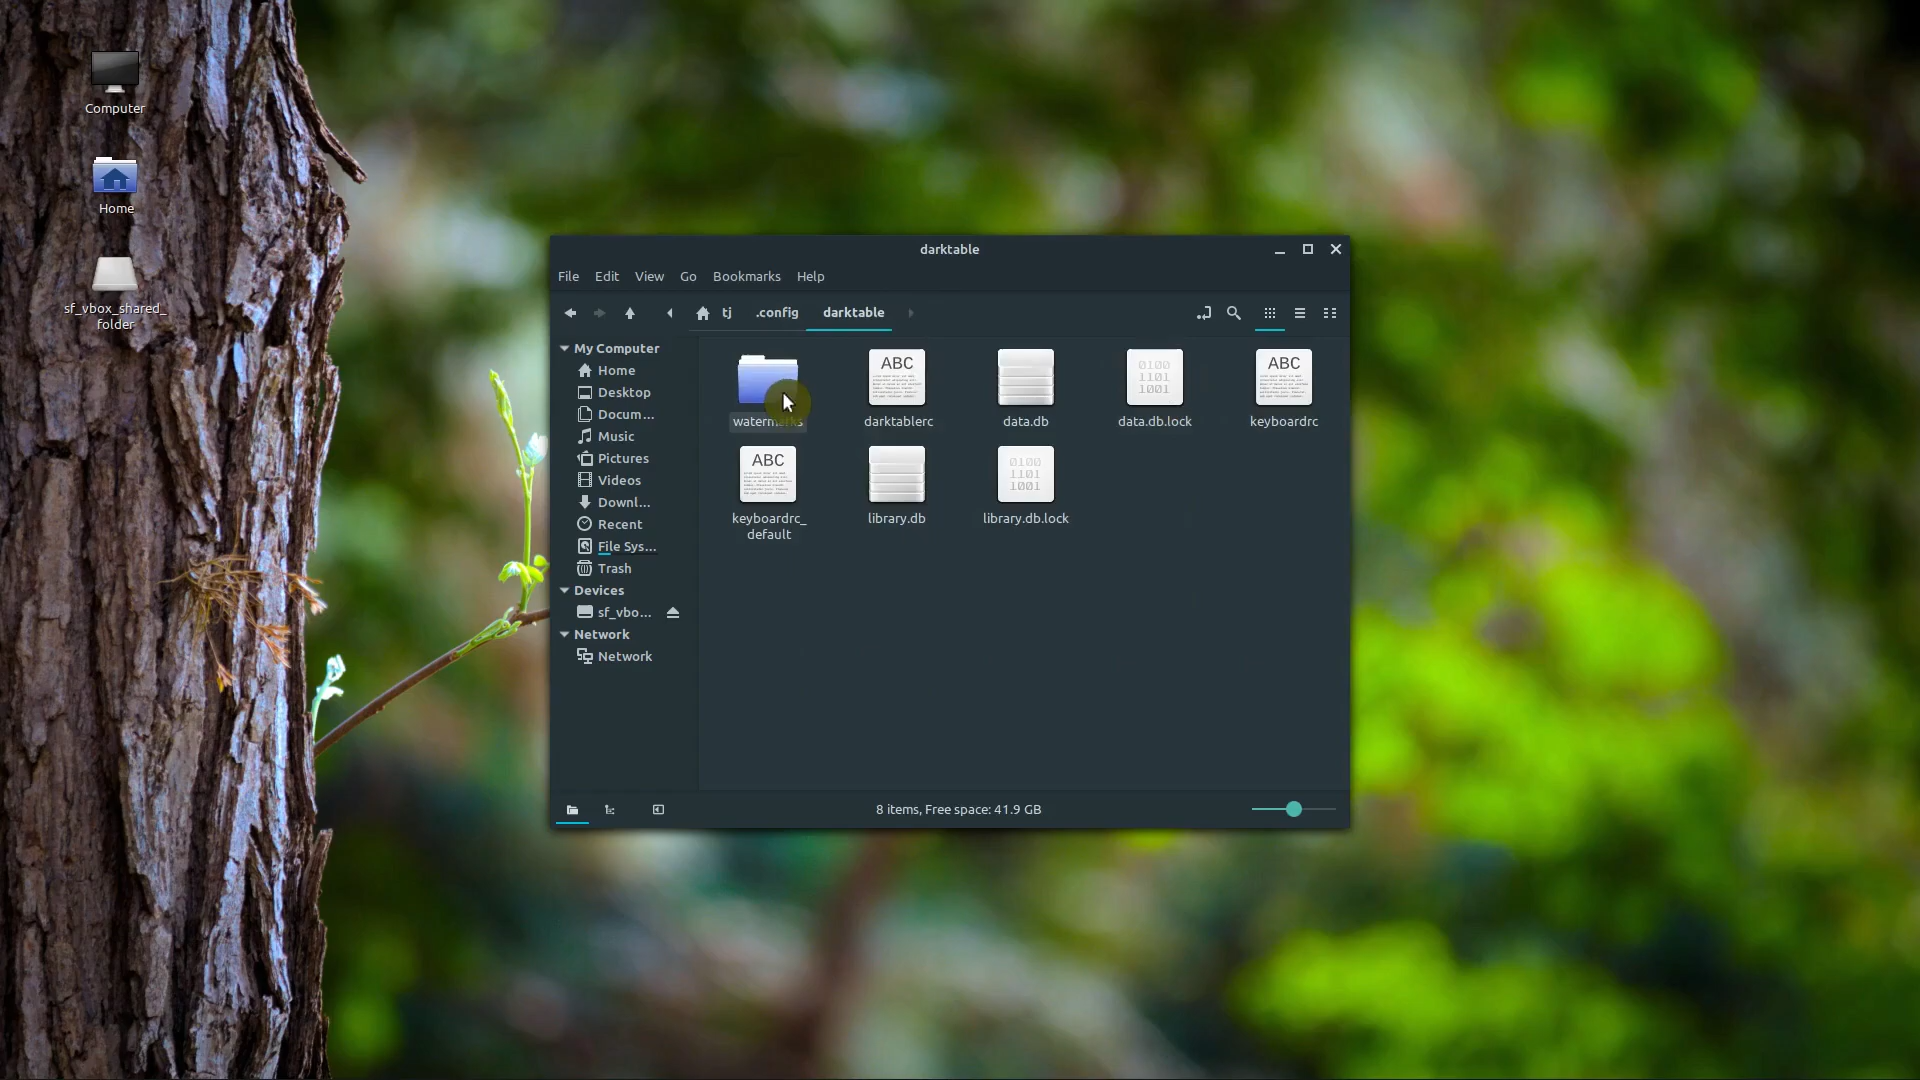 Computer
Home
sf_vbox_shared_
folder
darktable
File Edit View Go Bookmarks Help
tj .config darktable
My Computer
Home
Desktop
Docum...
Music
Pictures
Videos
Downl...
Recent
File Sys...
Trash
Devices
sf_vbo...
Network
Network
watermarks darktablerc data.db data.db.lock keyboardrc
keyboardrc_
default
library.db library.db.lock
ABC
0100
1101
1001
ABC
ABC
0100
1101
1001
8 items, Free space: 41.9 GB